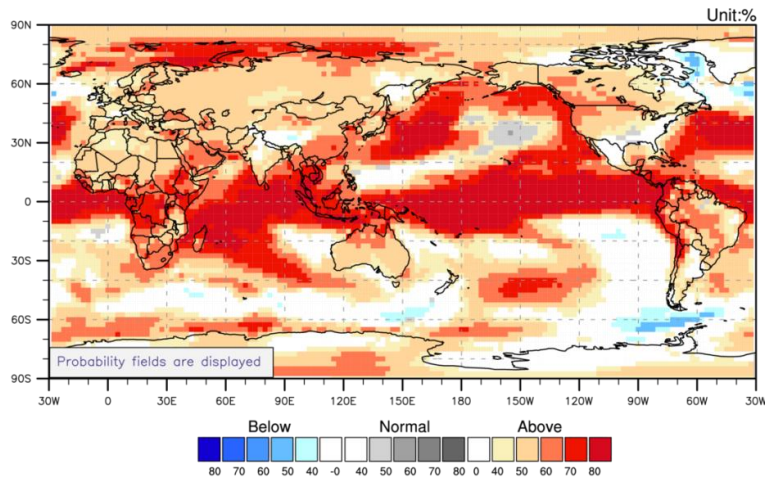 Unit:%
90N
60N
30N
0
30S
60S
90S
Probability fields are displayed
30W 0 30E 60E 90E 120E 150E 180 150W 120W 90W 60W 30W
Below Normal Above
80 70 60 50 40 -0 40 50 60 70 80 0 40 50 60 70 80